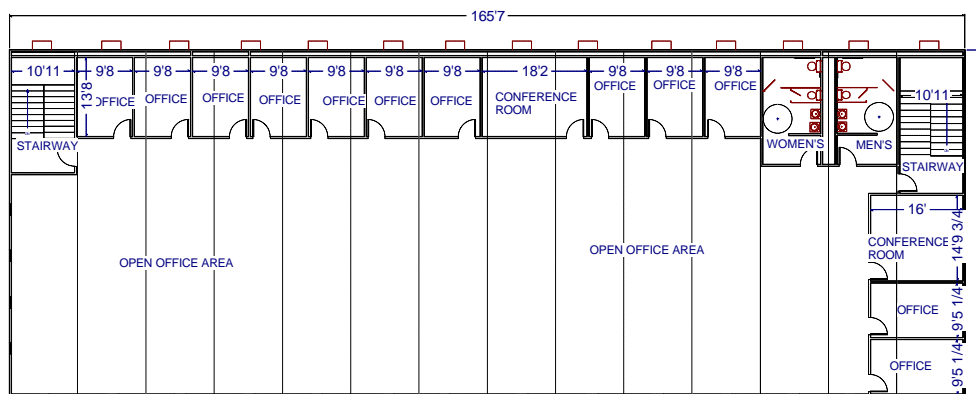 165'7
10'11
9'8
9'8
9'8
9'8
9'8
9'8
9'8
18'2
9'8
9'8
9'8
10'11
13'8
OFFICE
OFFICE
OFFICE
OFFICE
OFFICE
OFFICE
OFFICE
CONFERENCE
ROOM
OFFICE
OFFICE
OFFICE
STAIRWAY
WOMEN'S
MEN'S
STAIRWAY
16'
14'9 3/4
CONFERENCE
ROOM
OPEN OFFICE AREA
OPEN OFFICE AREA
OFFICE
9'5 1/4
OFFICE
9'5 1/4